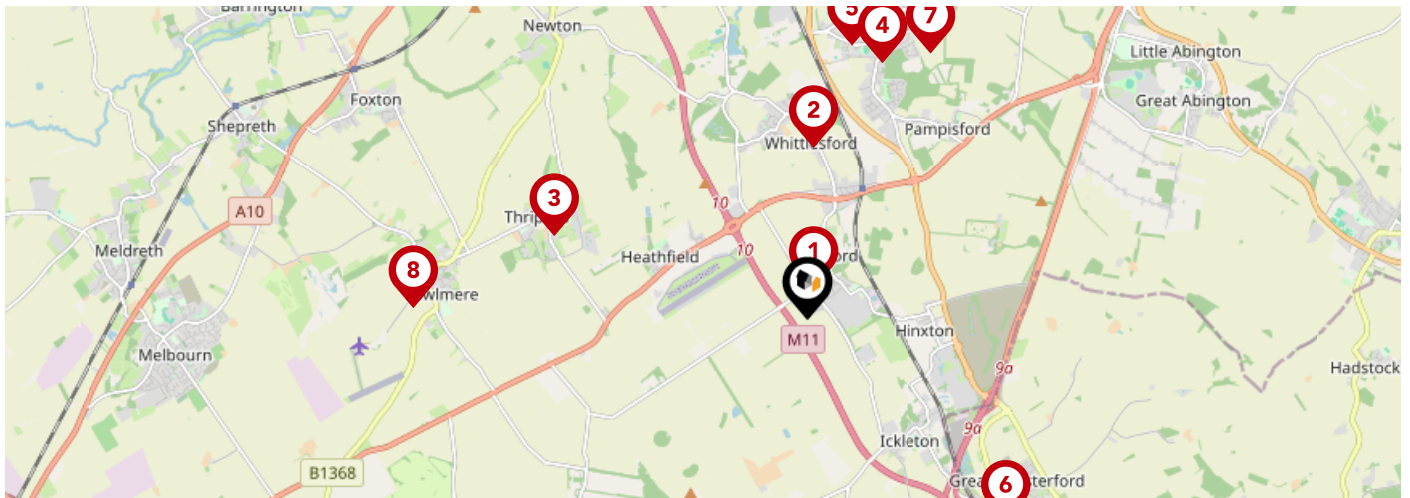 Barrington
Newton
5
4
7
Little Abington
Foxton
Great Abington
2
Shepreth
Pampisford
Whittlesford
3
10
A10
Meldreth
1
10
Heathfield
8
Hinxton
M11
Melbourn
9a
Hadstock
9a
Ickleton
B1368
6